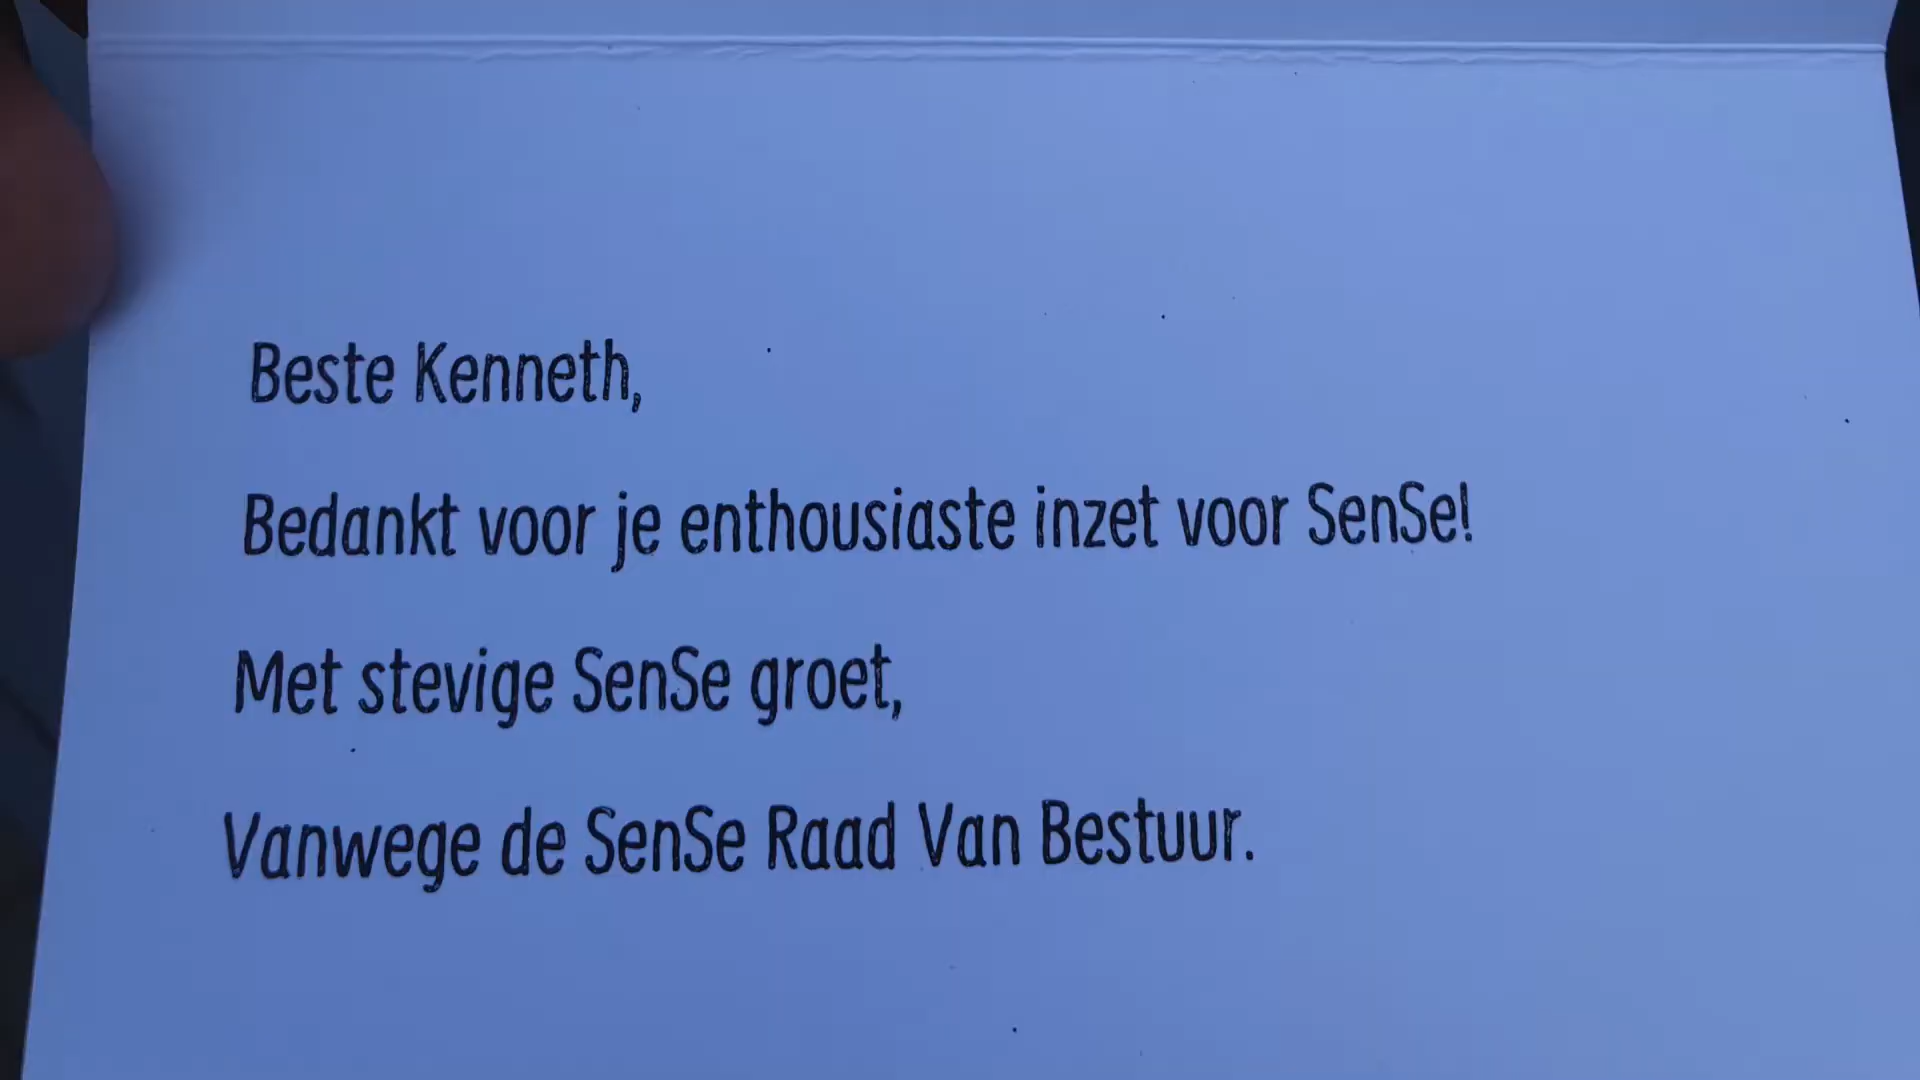 Beste Kenneth,
Bedankt voor je enthousiaste inzet voor SenSe!
Met stevige SenSe groet,
Vanwege de SenSe Raad Van Bestuur.